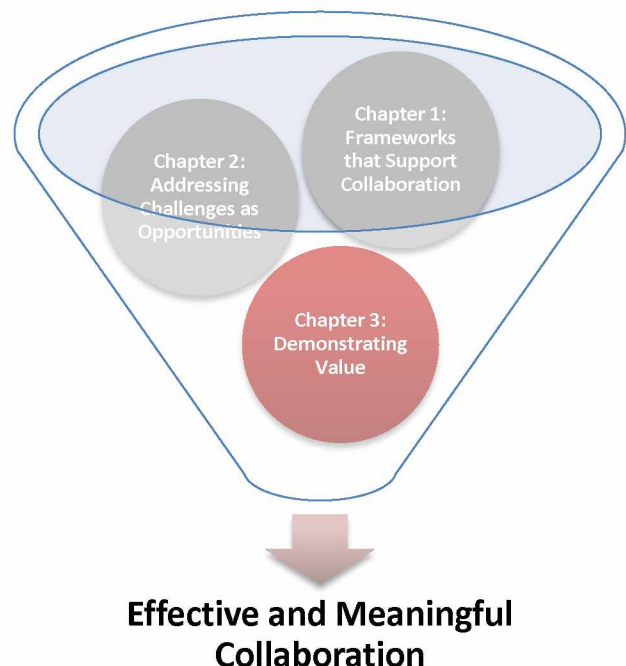 Chapter 1:
Frameworks
that Support
Collaboration
Chapter 2:
Addressing
Challenges as
Opportunities
Chapter 3:
Demonstrating
Value
Effective and Meaningful
Collaboration